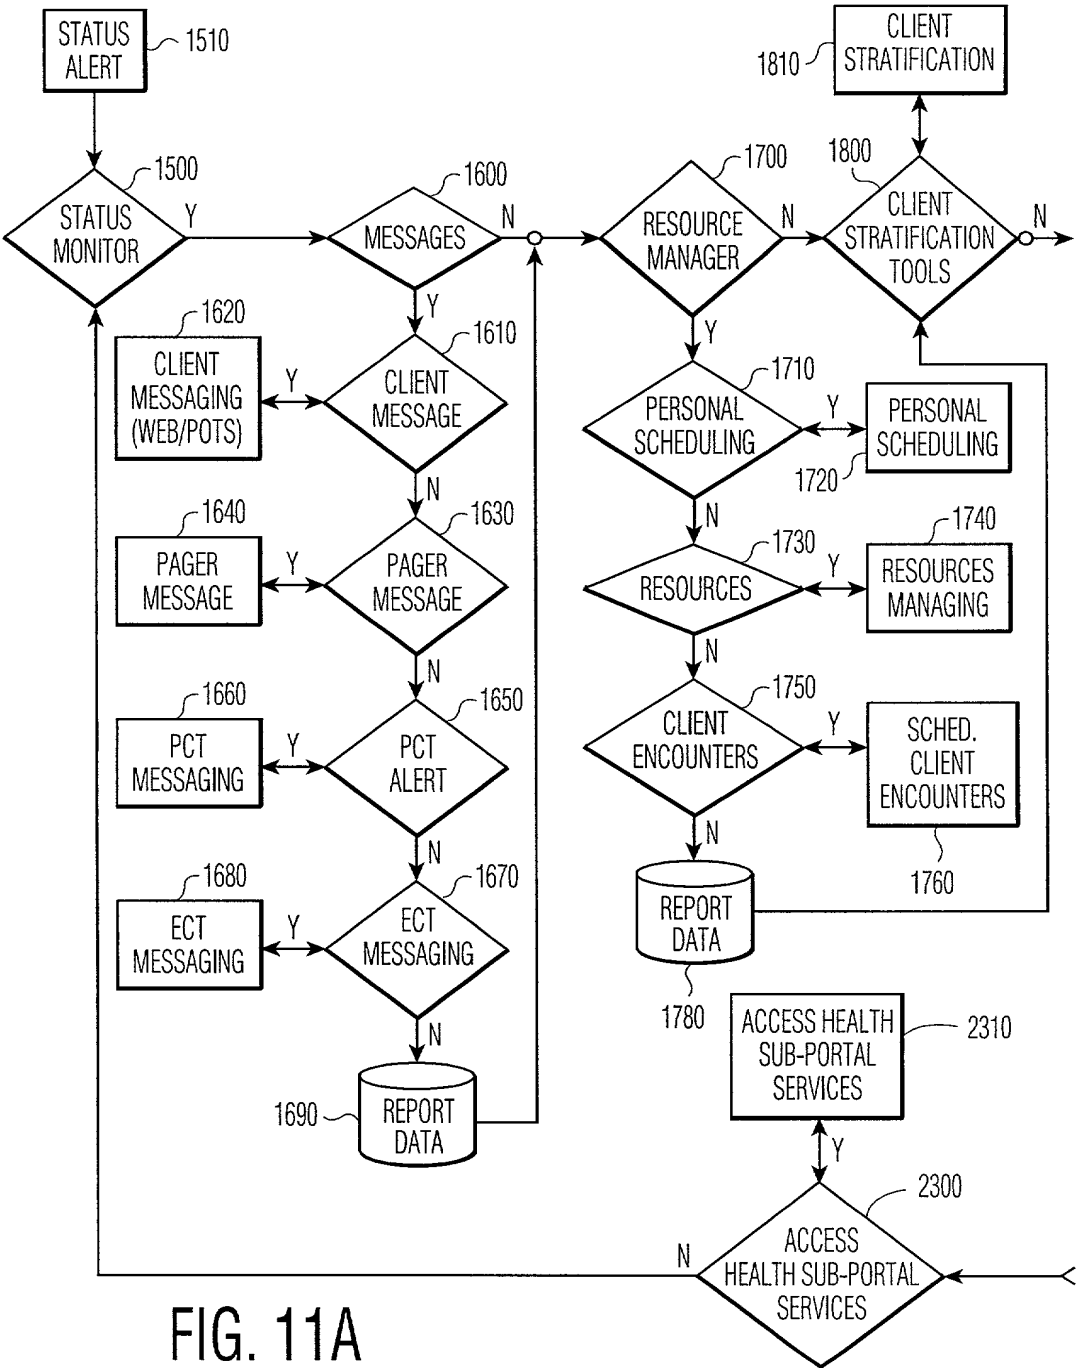 STATUS
ALERT
1510
CLIENT
STRATIFICATION
1810
1500
STATUS
MONITOR
Y
1600
MESSAGES
N
Y
1700
RESOURCE
MANAGER
N
Y
1800
CLIENT
STRATIFICATION
TOOLS
N
1620
CLIENT
MESSAGING
(WEB/POTS)
Y
1610
CLIENT
MESSAGE
N
1710
PERSONAL
SCHEDULING
Y
PERSONAL
SCHEDULING
1720
N
1640
PAGER
MESSAGE
Y
1630
PAGER
MESSAGE
N
1730
RESOURCES
Y
1740
RESOURCES
MANAGING
N
1660
PCT
MESSAGING
Y
1650
PCT
ALERT
N
1750
CLIENT
ENCOUNTERS
Y
SCHED.
CLIENT
ENCOUNTERS
1760
N
1680
ECT
MESSAGING
Y
1670
ECT
MESSAGING
N
REPORT
DATA
1780
1690
REPORT
DATA
ACCESS HEALTH
SUB-PORTAL
SERVICES
2310
Y
2300
ACCESS
HEALTH SUB-PORTAL
SERVICES
N
FIG. 11A